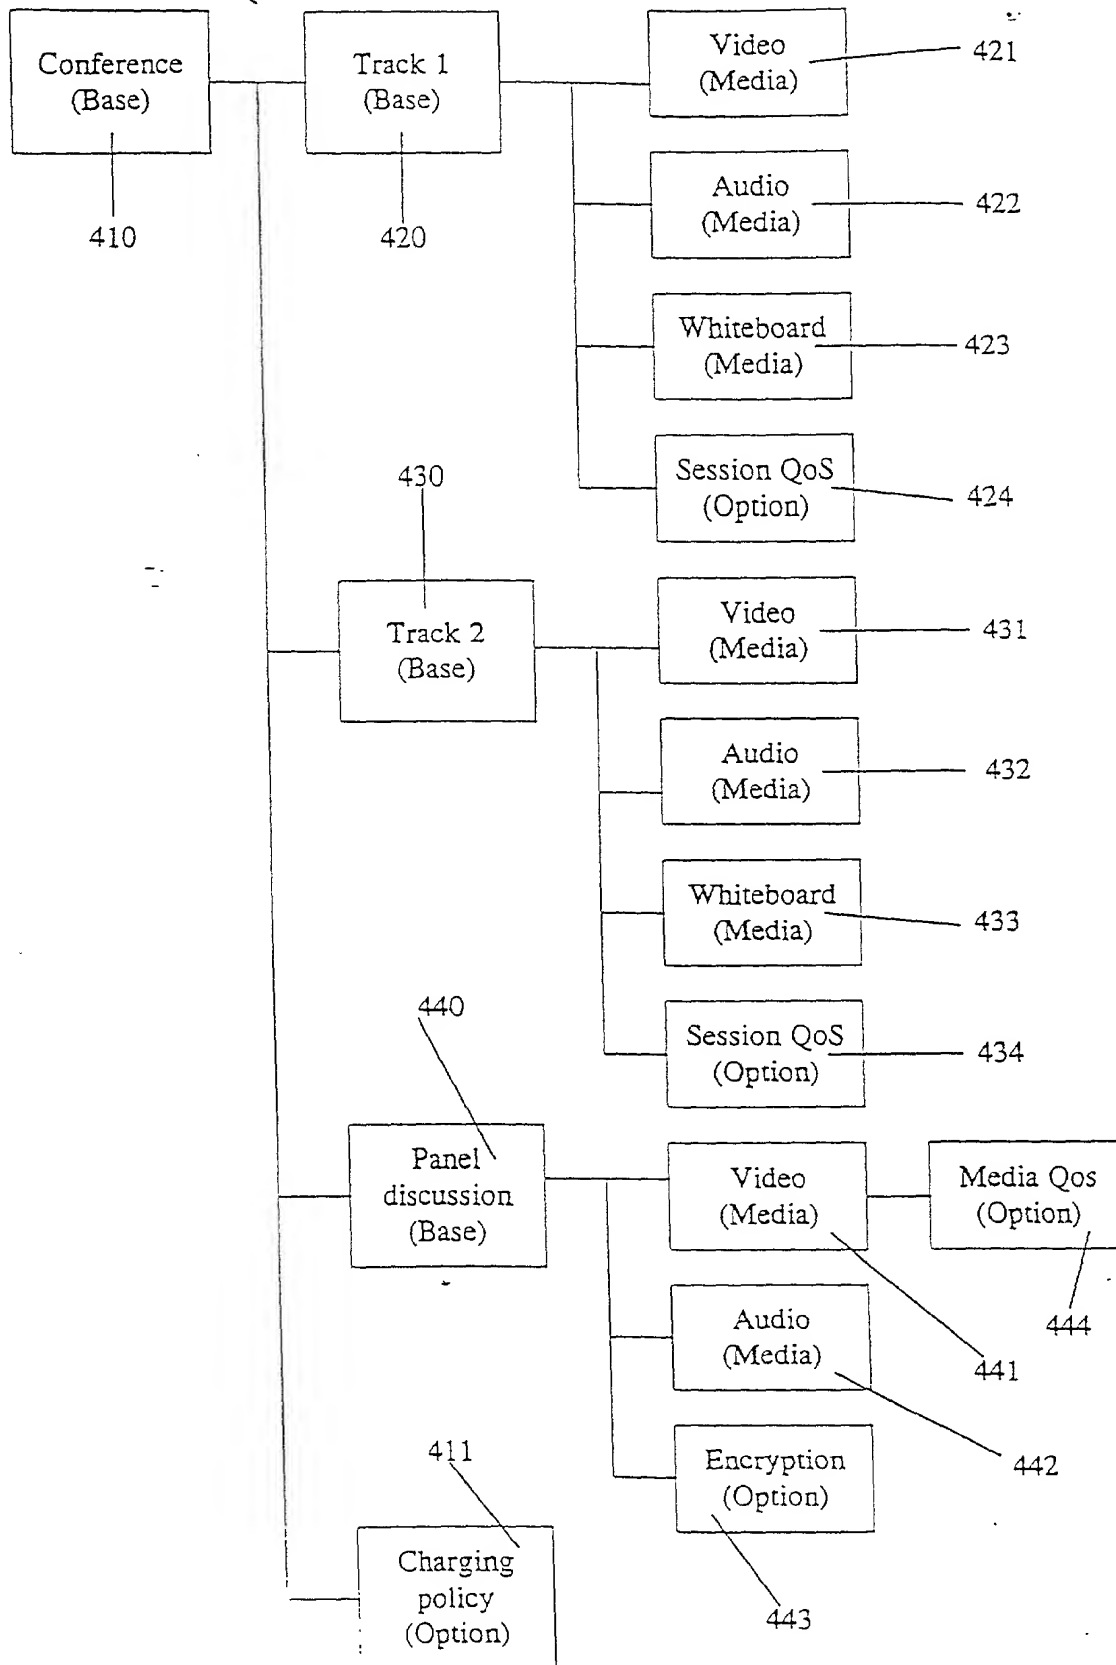 Conference
(Base)
410
Track 1
(Base)
420
Video
(Media)
421
Audio
(Media)
422
Whiteboard
(Media)
423
Session QoS
(Option)
424
430
Track 2
(Base)
Video
(Media)
431
Audio
(Media)
432
Whiteboard
(Media)
433
Session QoS
(Option)
434
440
Panel
discussion
(Base)
Video
(Media)
441
Media Qos
(Option)
444
Audio
(Media)
442
Encryption
(Option)
443
411
Charging
policy
(Option)